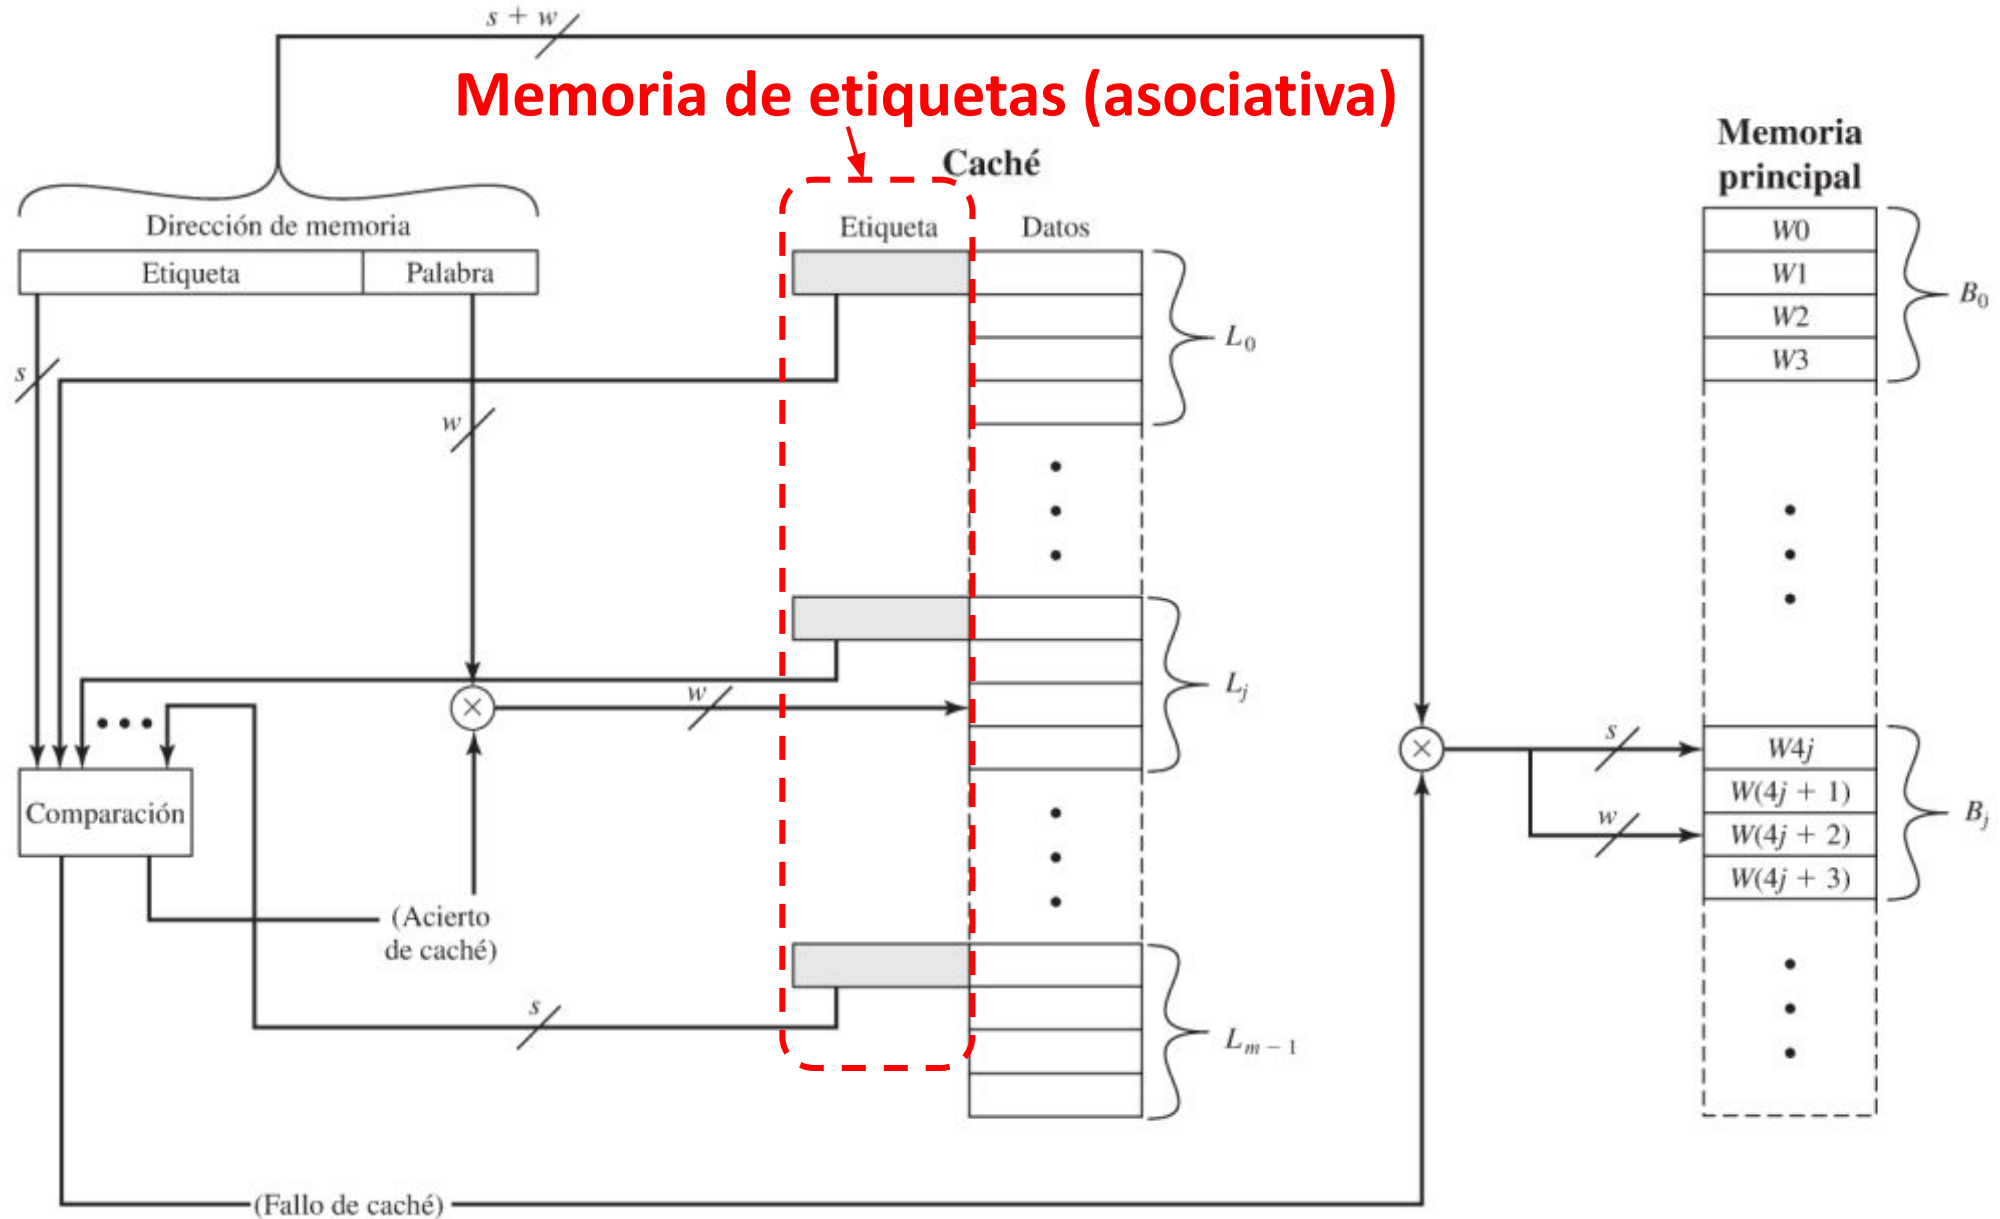 s + w
Memoria de etiquetas (asociativa)
Caché
Memoria
principal
Dirección de memoria
Etiqueta
Palabra
Etiqueta
Datos
W0
W1
W2
W3
B0
L0
s
w
Lj
w
Comparación
(Acierto
de caché)
s
s
w
W4j
W(4j + 1)
W(4j + 2)
W(4j + 3)
Bj
Lm − 1
(Fallo de caché)